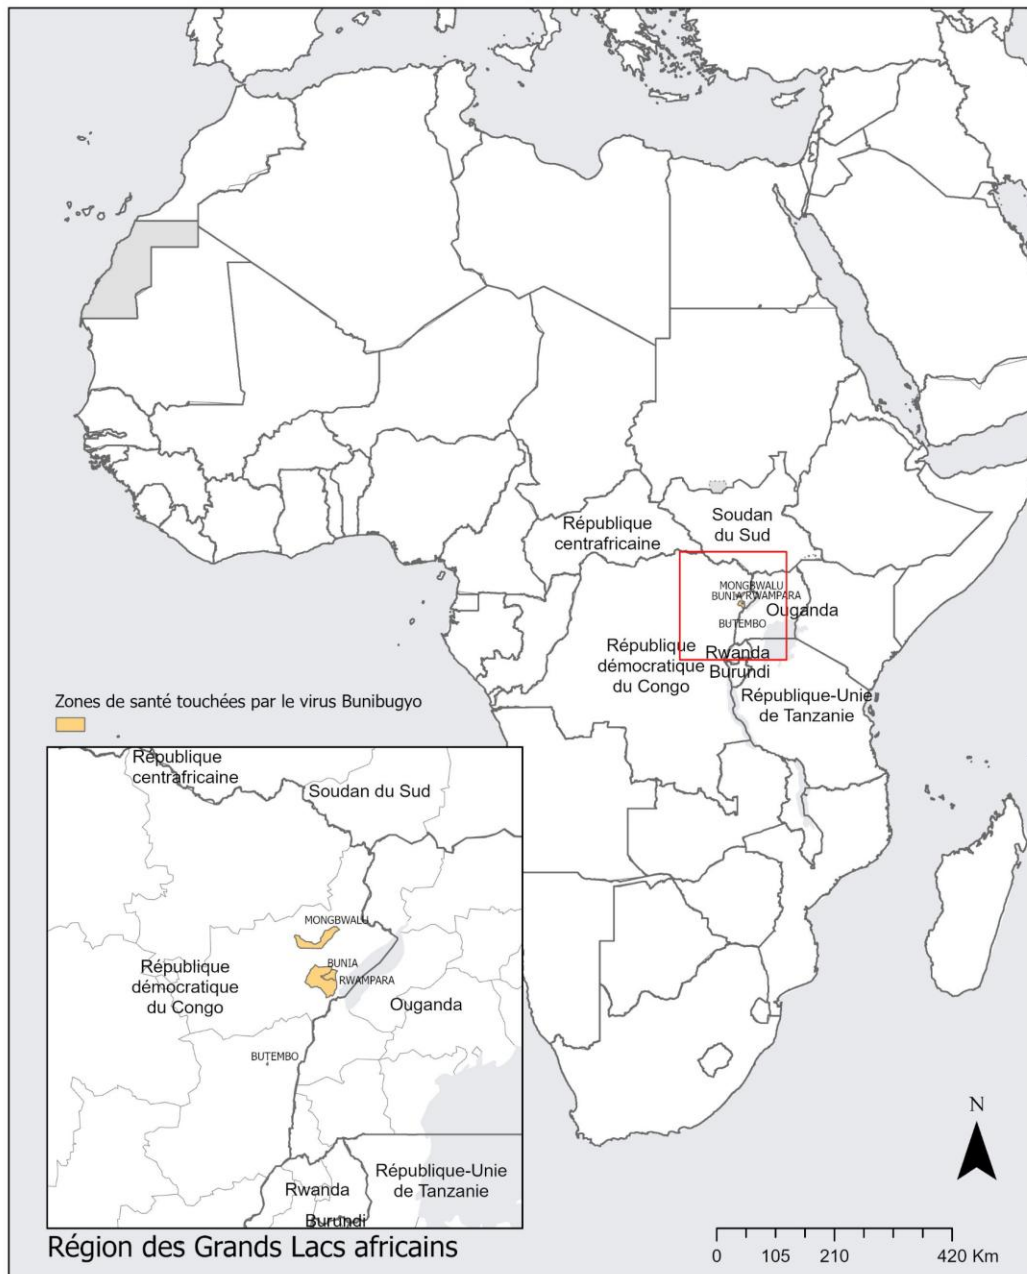 République
centrafricaine
Soudan
du Sud
MONGBWALU
BUNIA RWAMPARA
Ouganda
BUTEMBO
République
démocratique
du Congo
Rwanda
Burundi
République-Unie
de Tanzanie
Zones de santé touchées par le virus Bunibugyo
République
centrafricaine
Soudan du Sud
MONGBWALU
BUNIA
RWAMPARA
République
démocratique
du Congo
Ouganda
BUTEMBO
République-Unie
de Tanzanie
Rwanda
Burundi
Région des Grands Lacs africains
N
0 105 210 420 Km